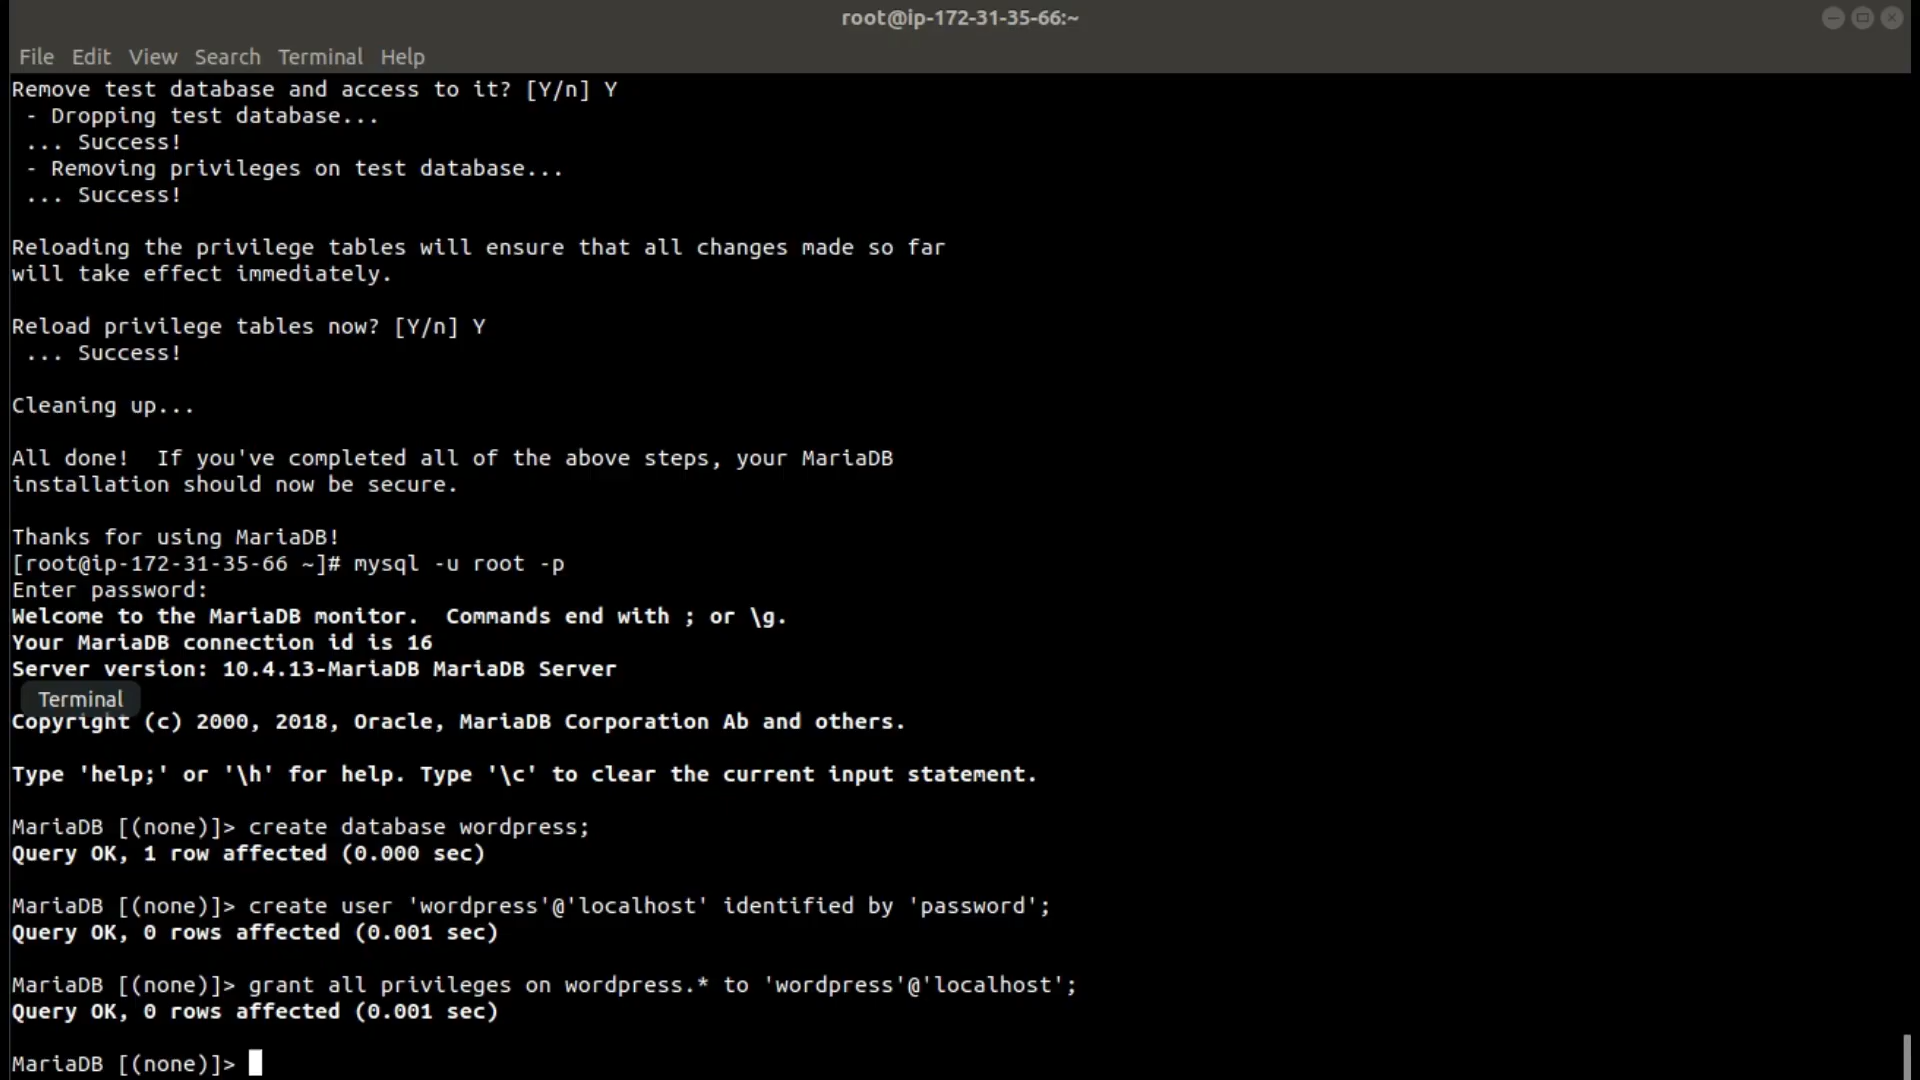 root@ip-172-31-35-66:~
File Edit View Search Terminal Help
Remove test database and access to it? [Y/n] Y
 - Dropping test database...
 ... Success!
 - Removing privileges on test database...
 ... Success!
Reloading the privilege tables will ensure that all changes made so far
will take effect immediately.
Reload privilege tables now? [Y/n] Y
 ... Success!
Cleaning up...
All done!  If you've completed all of the above steps, your MariaDB
installation should now be secure.
Thanks for using MariaDB!
[root@ip-172-31-35-66 ~]# mysql -u root -p
Enter password:
Welcome to the MariaDB monitor.  Commands end with ; or \g.
Your MariaDB connection id is 16
Server version: 10.4.13-MariaDB MariaDB Server
Terminal
Copyright (c) 2000, 2018, Oracle, MariaDB Corporation Ab and others.
Type 'help;' or '\h' for help. Type '\c' to clear the current input statement.
MariaDB [(none)]> create database wordpress;
Query OK, 1 row affected (0.000 sec)
MariaDB [(none)]> create user 'wordpress'@'localhost' identified by 'password';
Query OK, 0 rows affected (0.001 sec)
MariaDB [(none)]> grant all privileges on wordpress.* to 'wordpress'@'localhost';
Query OK, 0 rows affected (0.001 sec)
MariaDB [(none)]>